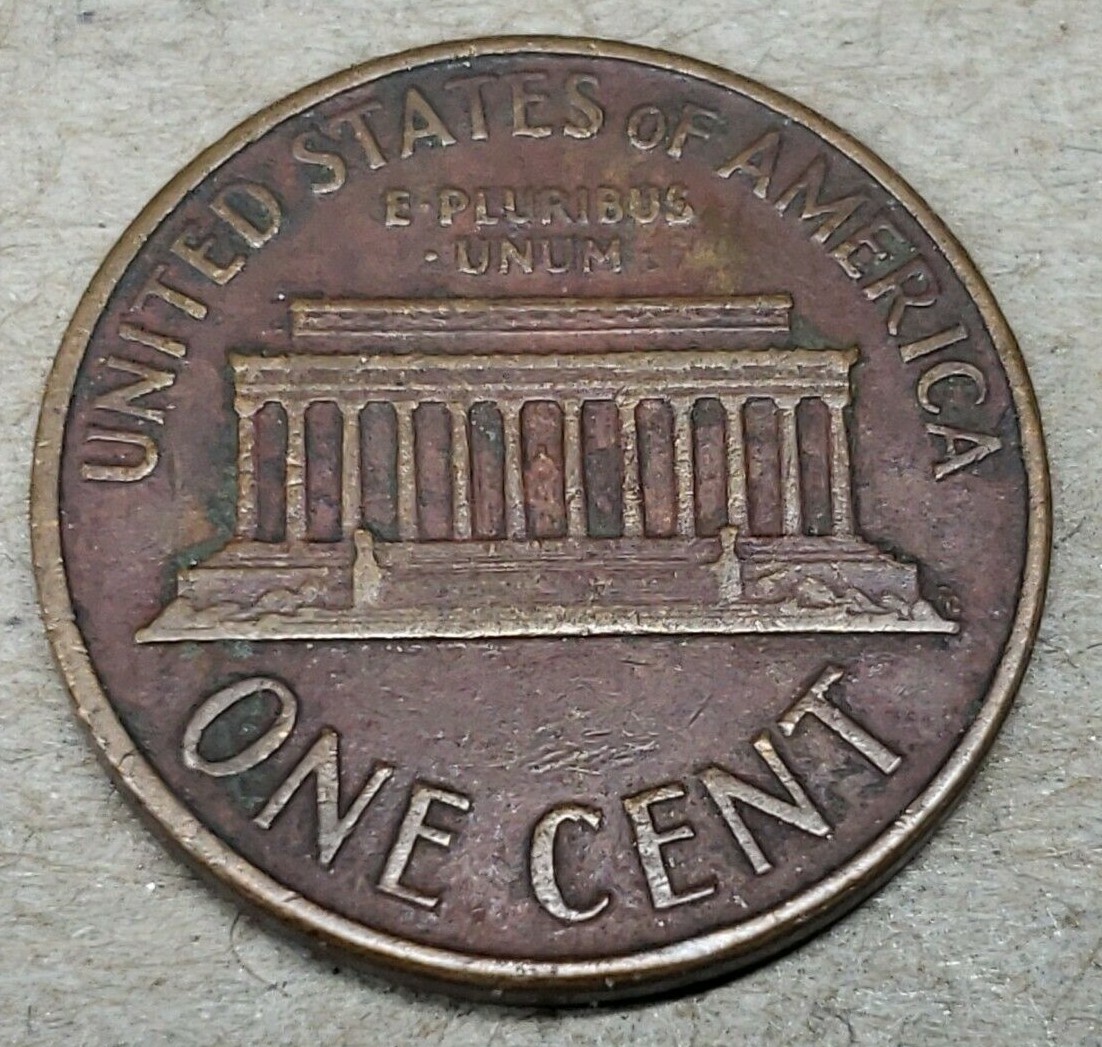 UNITED STATES OF AMERICA
E·PLURIBUS
·UNUM·
ONE CENT